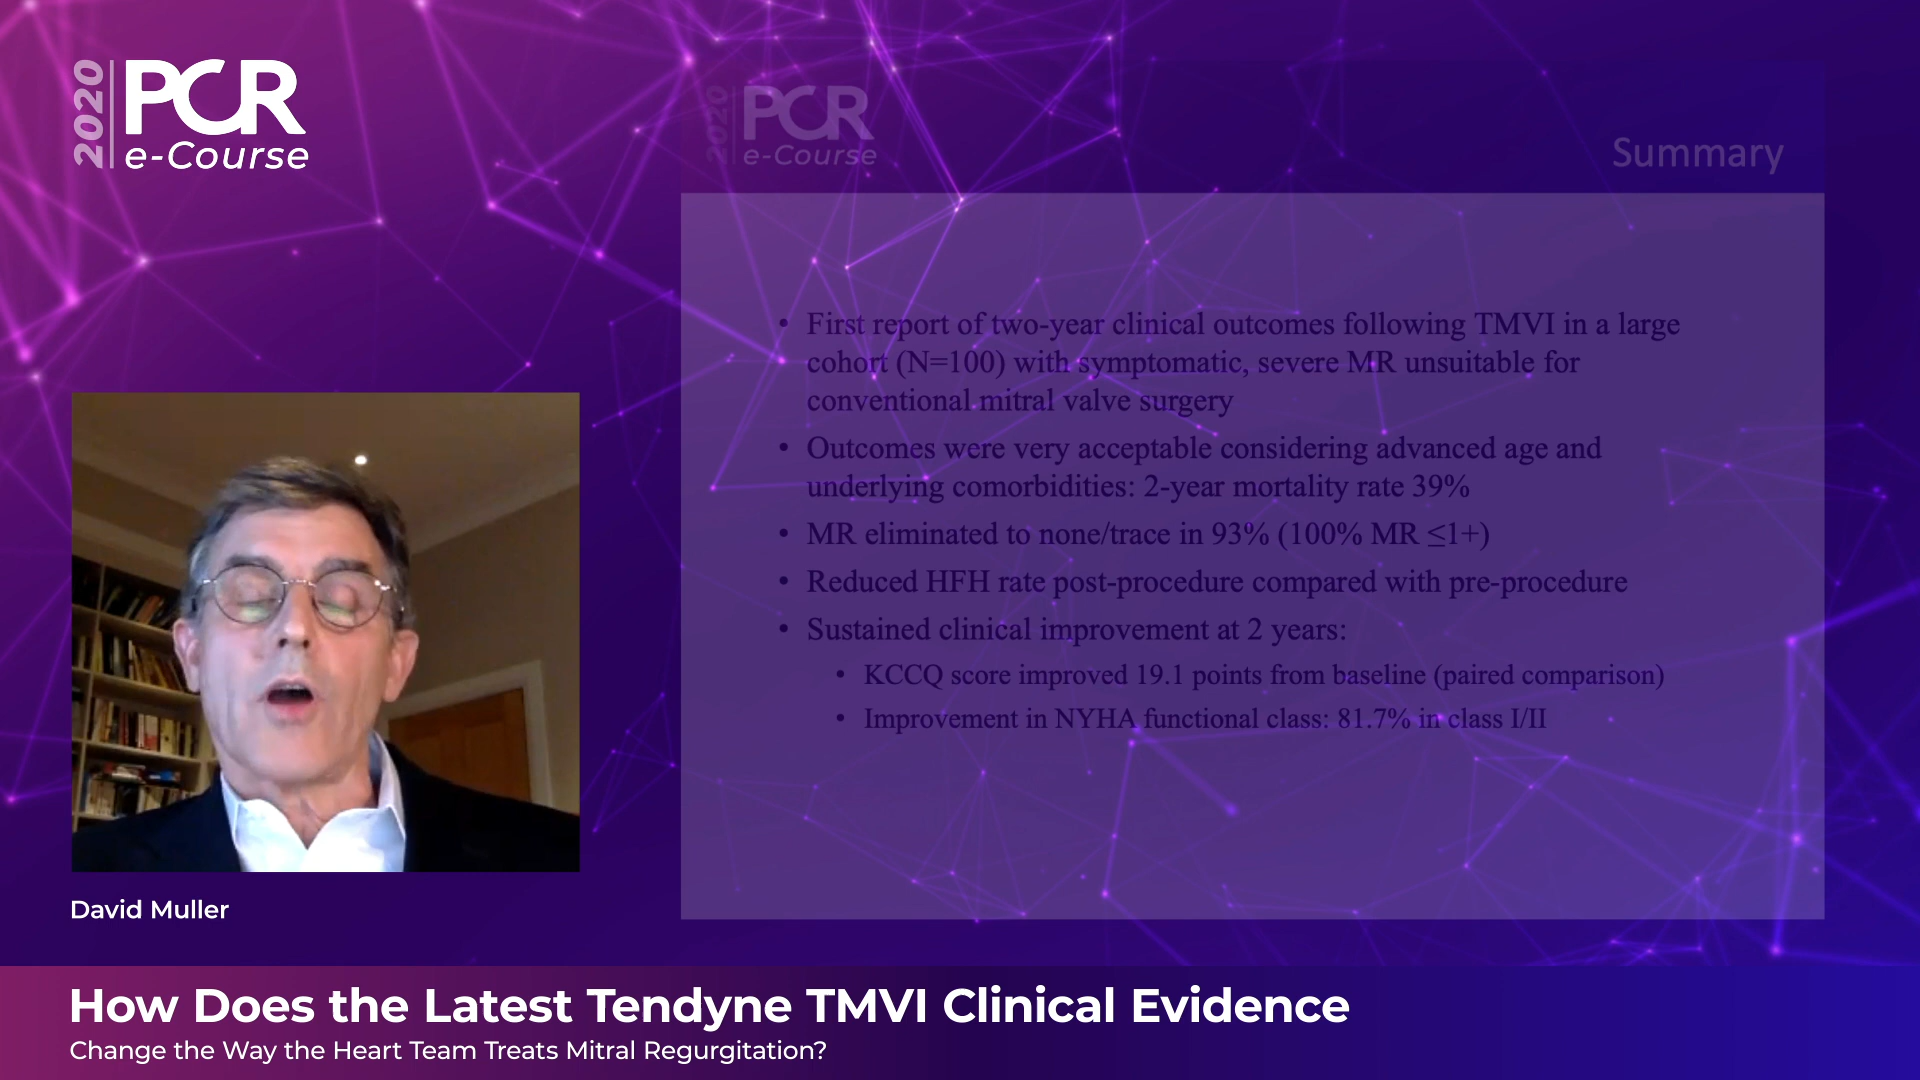 2020
PCR
e-Course
2020
PCR
e-Course
Summary
• First report of two-year clinical outcomes following TMVI in a large
cohort (N=100) with symptomatic, severe MR unsuitable for
conventional mitral valve surgery
• Outcomes were very acceptable considering advanced age and
underlying comorbidities: 2-year mortality rate 39%
• MR eliminated to none/trace in 93% (100% MR ≤1+)
• Reduced HFH rate post-procedure compared with pre-procedure
• Sustained clinical improvement at 2 years:
• KCCQ score improved 19.1 points from baseline (paired comparison)
• Improvement in NYHA functional class: 81.7% in class I/II
David Muller
How Does the Latest Tendyne TMVI Clinical Evidence
Change the Way the Heart Team Treats Mitral Regurgitation?